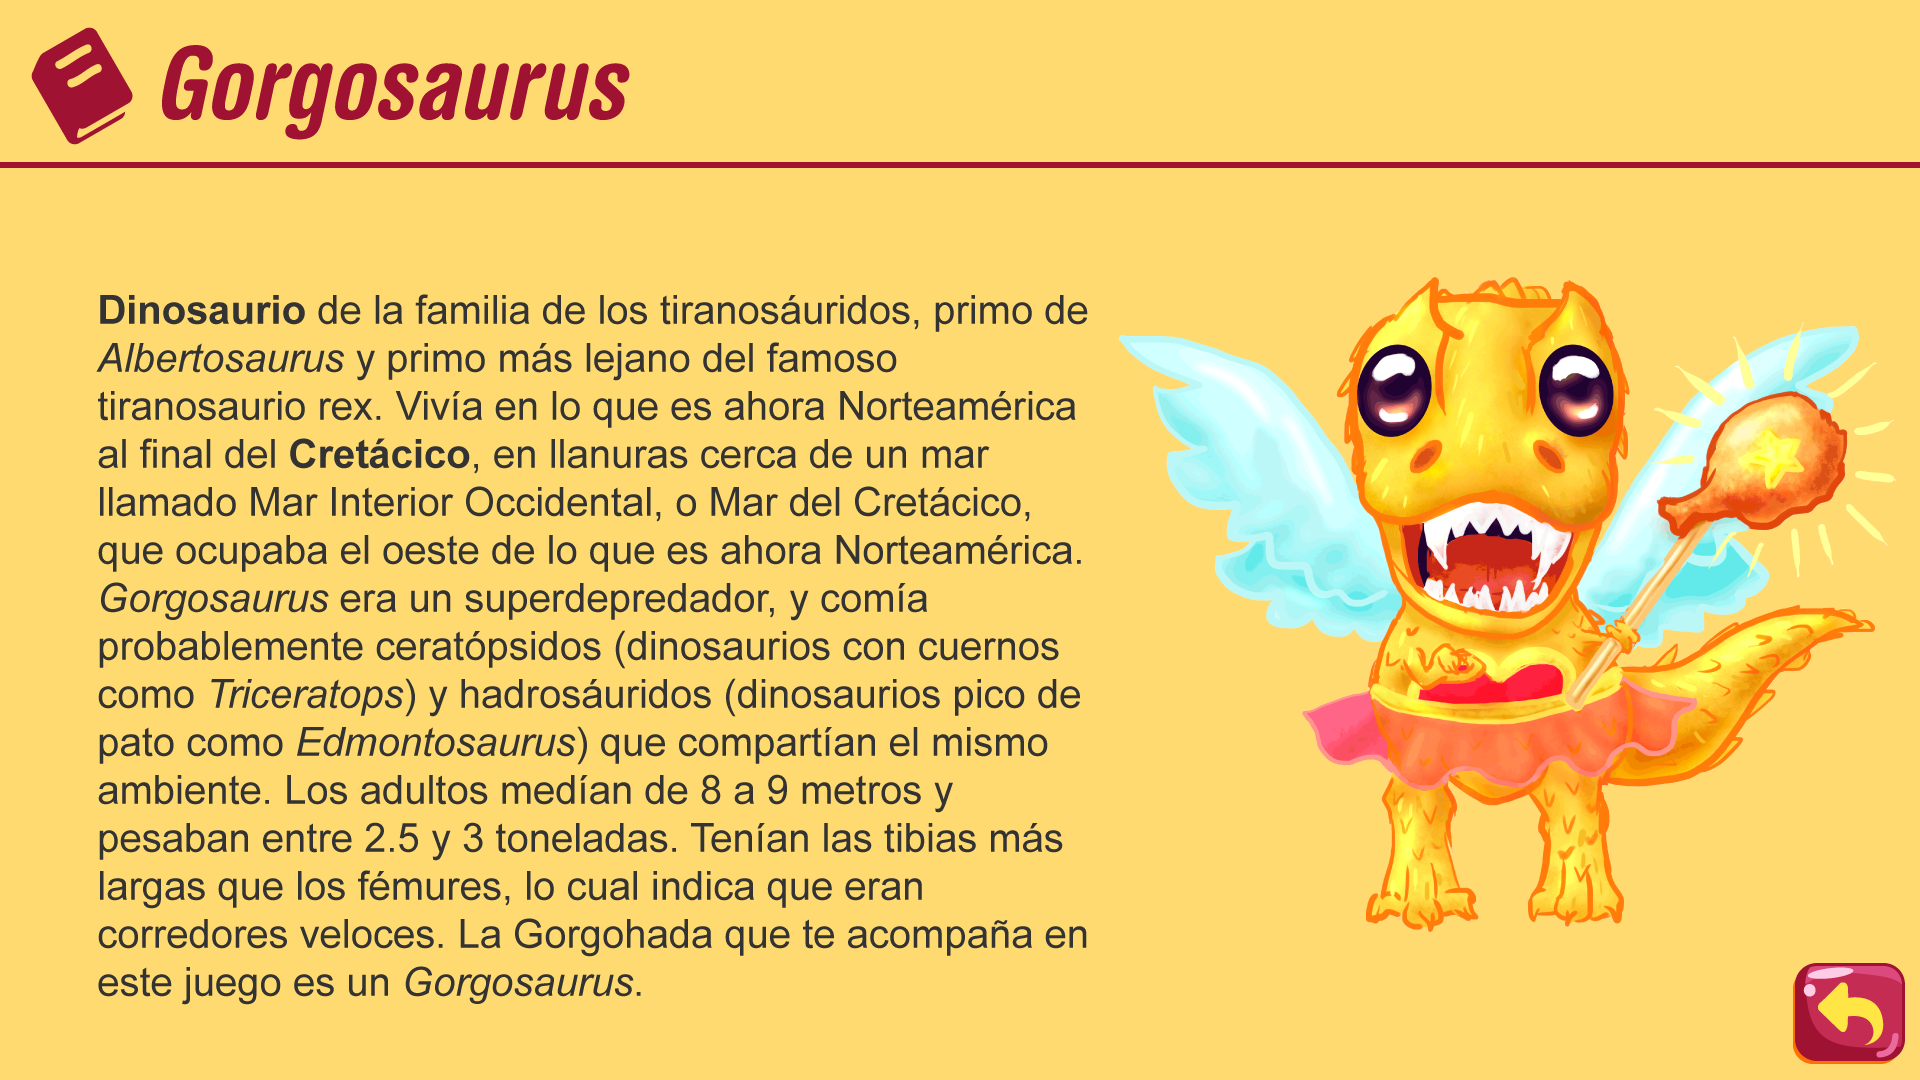 Gorgosaurus
Dinosaurio de la familia de los tiranosáuridos, primo de
Albertosaurus y primo más lejano del famoso
tiranosaurio rex. Vivía en lo que es ahora Norteamérica
al final del Cretácico, en llanuras cerca de un mar
llamado Mar Interior Occidental, o Mar del Cretácico,
que ocupaba el oeste de lo que es ahora Norteamérica.
Gorgosaurus era un superdepredador, y comía
probablemente ceratópsidos (dinosaurios con cuernos
como Triceratops) y hadrosáuridos (dinosaurios pico de
pato como Edmontosaurus) que compartían el mismo
ambiente. Los adultos medían de 8 a 9 metros y
pesaban entre 2.5 y 3 toneladas. Tenían las tibias más
largas que los fémures, lo cual indica que eran
corredores veloces. La Gorgohada que te acompaña en
este juego es un Gorgosaurus.